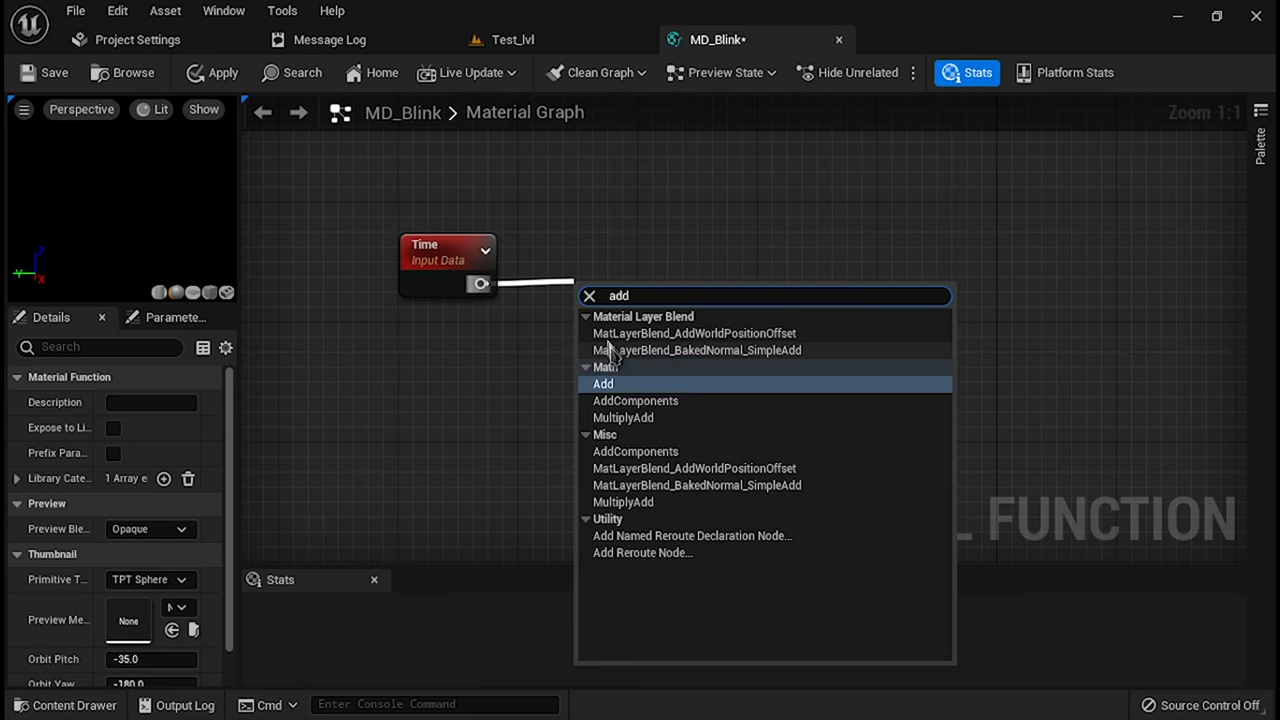 File Edit Asset Window Tools Help
Project Settings Message Log Test_lvl MD_Blink*
Save Browse Apply Search Home Live Update Clean Graph Preview State Hide Unrelated Stats Platform Stats
Perspective Lit Show
MD_Blink > Material Graph
Zoom 1:1
Palette
Time
Input Data
add
Material Layer Blend
MatLayerBlend_AddWorldPositionOffset
MatLayerBlend_BakedNormal_SimpleAdd
Math
Add
AddComponents
MultiplyAdd
Misc
AddComponents
MatLayerBlend_AddWorldPositionOffset
MatLayerBlend_BakedNormal_SimpleAdd
MultiplyAdd
Utility
Add Named Reroute Declaration Node...
Add Reroute Node...
L FUNCTION
Details Paramete...
Search
Material Function
Description
Expose to Li...
Prefix Para...
Library Cate... 1 Array e
Preview
Preview Ble... Opaque
Thumbnail
Primitive T... TPT Sphere
Preview Me... None
Orbit Pitch -35.0
Orbit Yaw -180.0
Stats
Content Drawer Output Log Cmd Enter Console Command Source Control Off